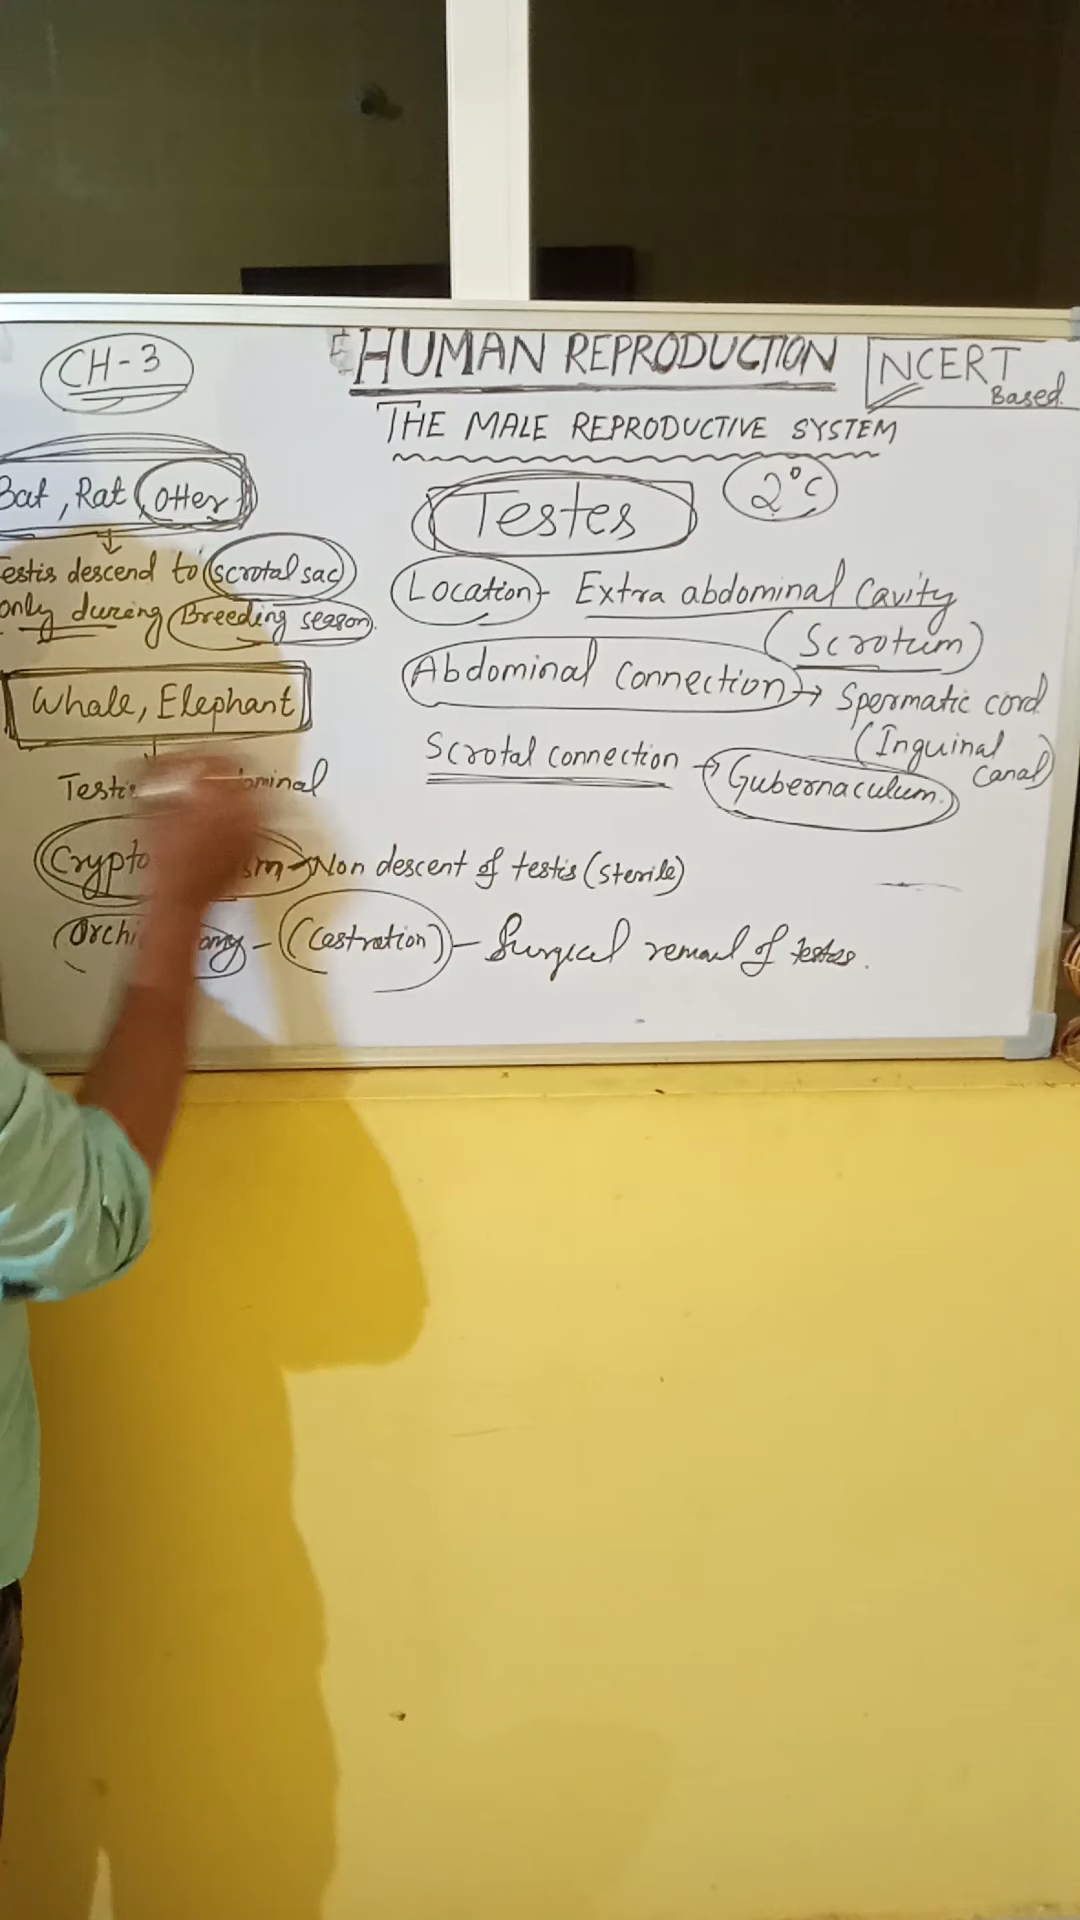 CH-3
HUMAN REPRODUCTION
NCERT
Based.
THE MALE REPRODUCTIVE SYSTEM
Bat, Rat, Otter
Testis descend to scrotal sac
only during Breeding season.
Whale, Elephant
Testes
2°C
Location - Extra abdominal Cavity
(Scrotum)
Abdominal Connection → Spermatic cord
(Inguinal
canal)
Scrotal connection → Gubernaculum.
Non descent of testis (sterile)
(Castration) - Surgical
of testes.